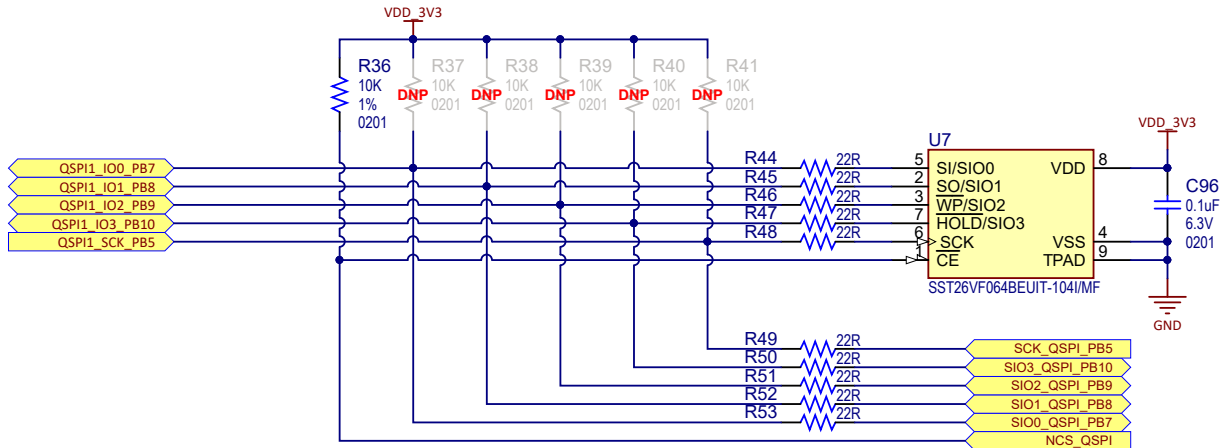 VDD_3V3
R36
10K
1%
0201
R37
10K
DNP
0201
R38
10K
DNP
0201
R39
10K
DNP
0201
R40
10K
DNP
0201
R41
10K
DNP
0201
QSPI1_IO0_PB7
QSPI1_IO1_PB8
QSPI1_IO2_PB9
QSPI1_IO3_PB10
QSPI1_SCK_PB5
R44 22R
R45 22R
R46 22R
R47 22R
R48 22R
U7
5 SI/SIO0 VDD 8
2 SO/SIO1
3 WP/SIO2
7 HOLD/SIO3
6 SCK VSS 4
1 CE TPAD 9
SST26VF064BEUIT-104I/MF
VDD_3V3
C96
0.1uF
6.3V
0201
GND
R49 22R SCK_QSPI_PB5
R50 22R SIO3_QSPI_PB10
R51 22R SIO2_QSPI_PB9
R52 22R SIO1_QSPI_PB8
R53 22R SIO0_QSPI_PB7
NCS_QSPI